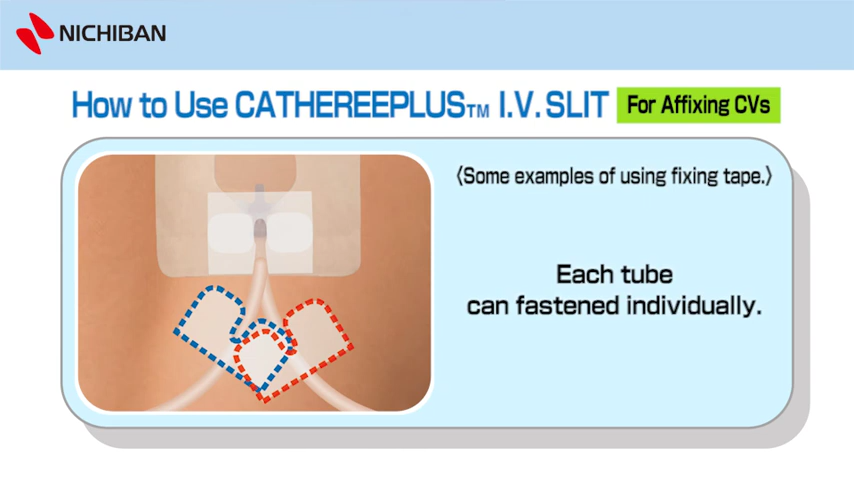 NICHIBAN
How to Use CATHEREEPLUS™ I.V. SLIT For Affixing CVs
〈Some examples of using fixing tape.〉
Each tube
can fastened individually.